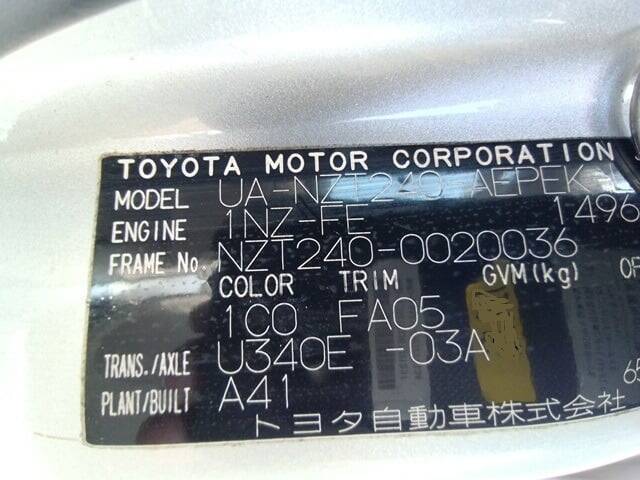 TOYOTA MOTOR CORPORATION
MODEL UA-NZT240-AEPEK
ENGINE 1NZ-FE 1496
FRAME No. NZT240-0020036
COLOR TRIM GVM(kg)
1C0 FA05
TRANS./AXLE U340E -03A
PLANT/BUILT A41
トヨタ自動車株式会